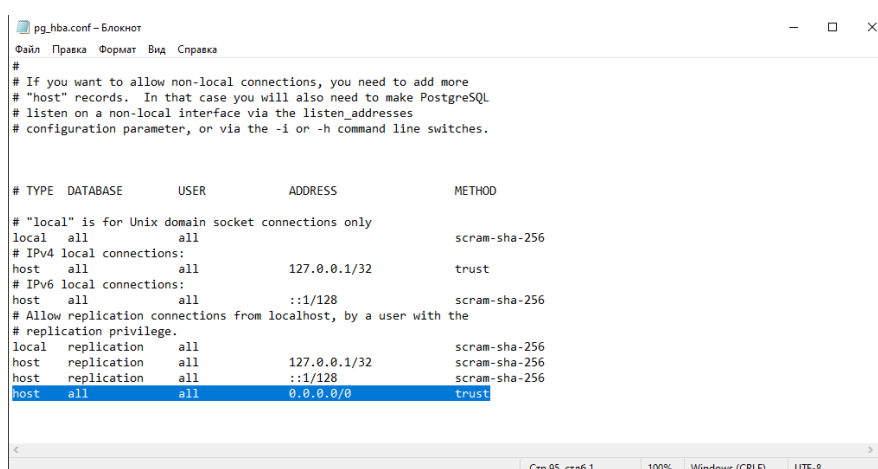 pg_hba.conf – Блокнот
Файл Правка Формат Вид Справка
#
# If you want to allow non-local connections, you need to add more
# "host" records.  In that case you will also need to make PostgreSQL
# listen on a non-local interface via the listen_addresses
# configuration parameter, or via the -i or -h command line switches.
# TYPE  DATABASE        USER            ADDRESS                 METHOD
# "local" is for Unix domain socket connections only
local   all             all                                     scram-sha-256
# IPv4 local connections:
host    all             all             127.0.0.1/32            trust
# IPv6 local connections:
host    all             all             ::1/128                 scram-sha-256
# Allow replication connections from localhost, by a user with the
# replication privilege.
local   replication     all                                     scram-sha-256
host    replication     all             127.0.0.1/32            scram-sha-256
host    replication     all             ::1/128                 scram-sha-256
host    all             all             0.0.0.0/0               trust
Стр 95, стлб 1 100% Windows (CRLF) UTF-8